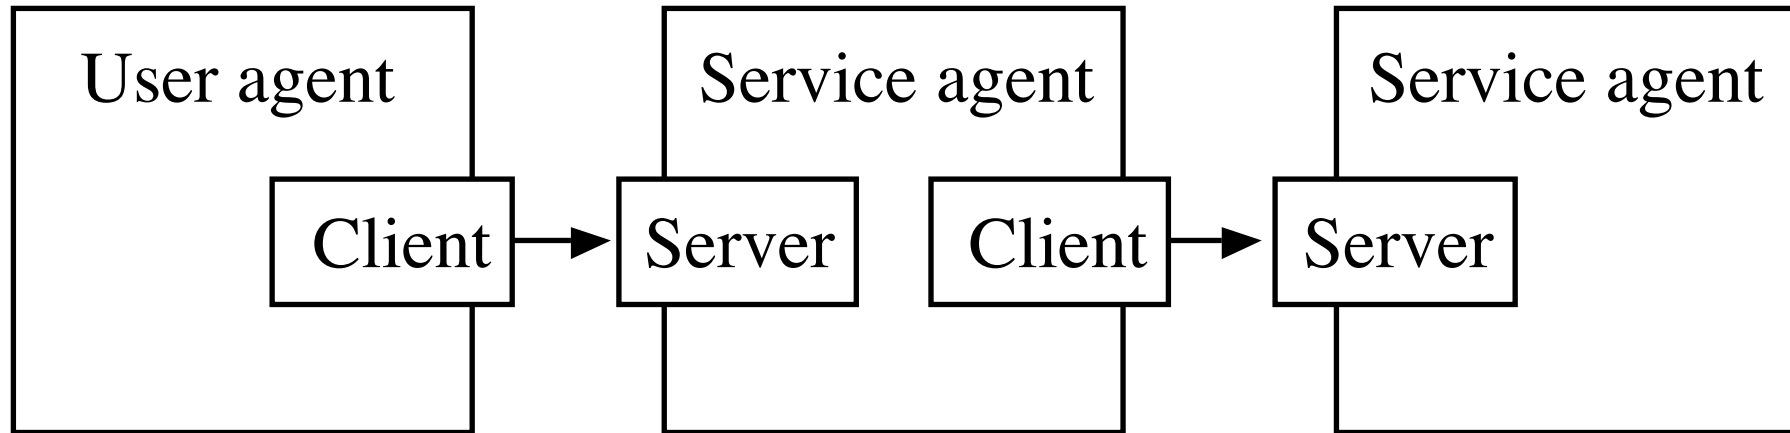 User agent
Service agent
Service agent
Client
Server
Client
Server